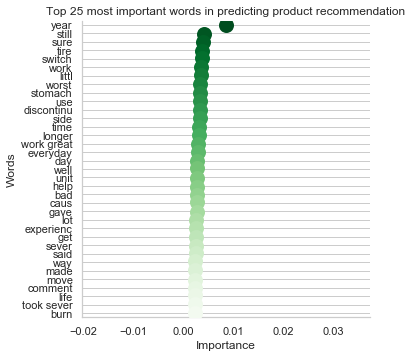 Top 25 most important words in predicting product recommendation
year
still
sure
tire
switch
work
littl
worst
stomach
use
discontinu
side
time
longer
work great
everyday
day
well
unit
help
bad
caus
gave
lot
experienc
get
sever
said
way
made
move
comment
life
took sever
burn
Words
-0.02 -0.01 0.00 0.01 0.02 0.03
Importance